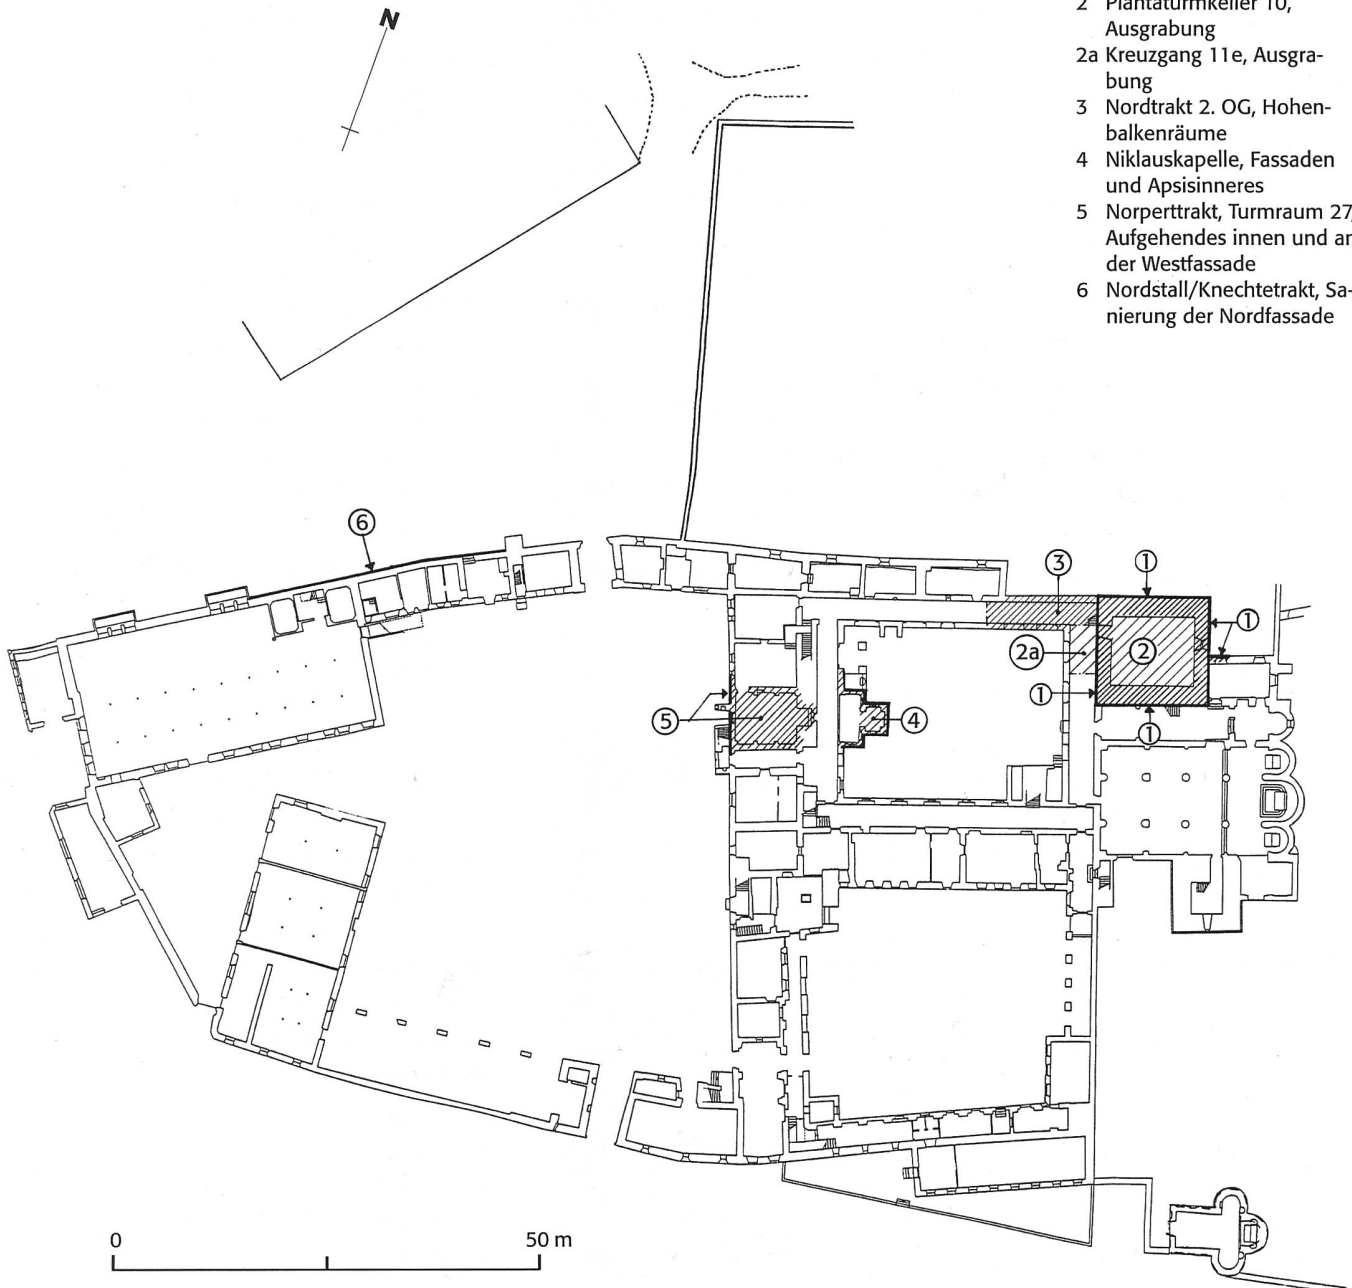 N
2 Plantaturmkeller 10,
Ausgrabung
2a Kreuzgang 11e, Ausgra-
bung
3 Nordtrakt 2. OG, Hohen-
balkenräume
4 Niklauskapelle, Fassaden
und Apsisinneres
5 Norperttrakt, Turmraum 27,
Aufgehendes innen und an
der Westfassade
6 Nordstall/Knechtetrakt, Sa-
nierung der Nordfassade
6
3
1
1
2a
2
1
5
4
1
0 50 m